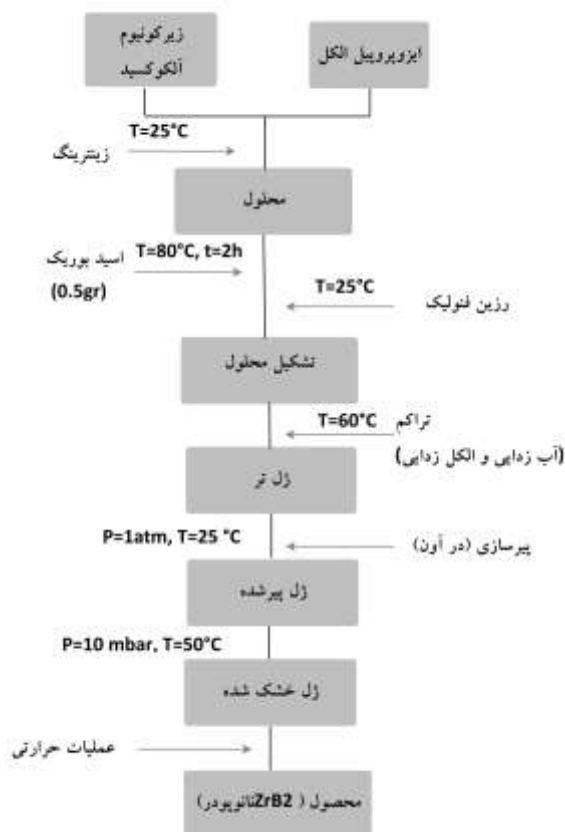 زیرکونیوم
آلکوکسید
ایزوپروپیل الکل
T=25°C
زینترینگ
محلول
T=80°C, t=2h
اسید بوریک
(0.5gr)
T=25°C
رزین فنولیک
تشکیل محلول
T=60°C
تراکم
(آب زدایی و الکل زدایی)
ژل تر
P=1atm, T=25 °C
پیرسازی (در آون)
ژل پیرشده
P=10 mbar, T=50°C
ژل خشک شده
عملیات حرارتی
محصول ( ZrB2نانوپودر)